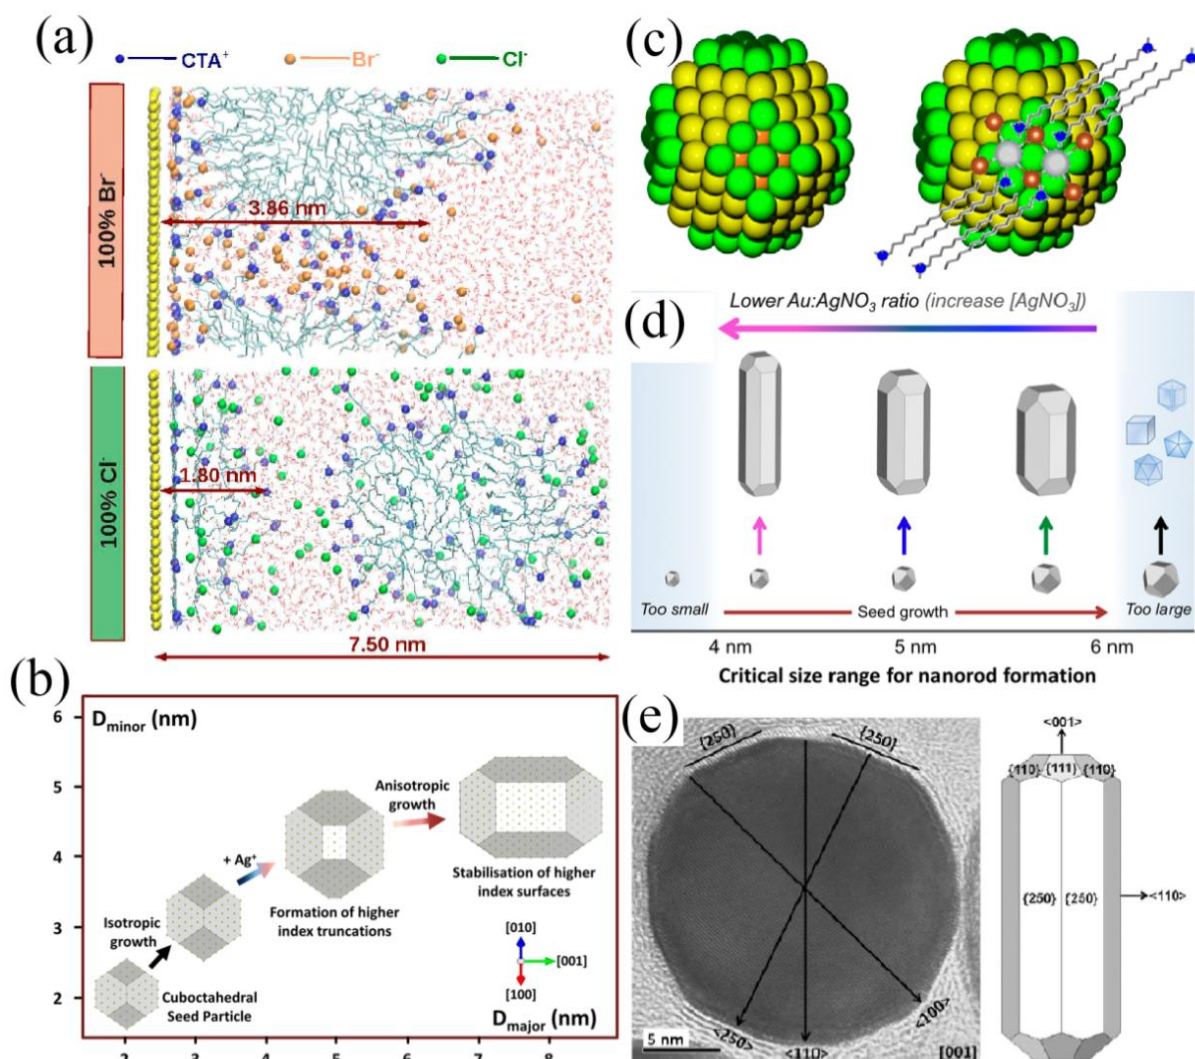 (a)
CTA+
Br-
Cl-
100% Br-
3.86 nm
100% Cl-
1.80 nm
7.50 nm
(b)
Dminor (nm)
6
5
4
3
2
Cuboctahedral
Seed Particle
Isotropic
growth
+ Ag+
Formation of higher
index truncations
Anisotropic
growth
Stabilisation of higher
index surfaces
[010]
[001]
[100]
Dmajor (nm)
2 3 4 5 6 7 8
(c)
(d)
Lower Au:AgNO3 ratio (increase [AgNO3])
Too small
Seed growth
Too large
4 nm
5 nm
6 nm
Critical size range for nanorod formation
(e)
{250}
{250}
<250>
<110>
<100>
5 nm
[001]
<001>
{110}
{111}
{110}
{250}
{250}
<110>